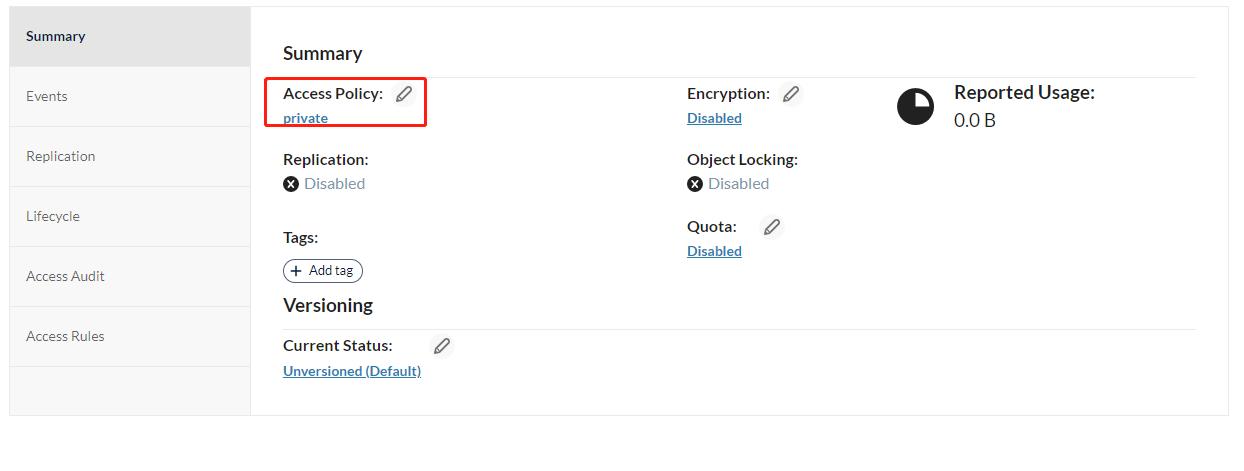 Summary
Events
Replication
Lifecycle
Access Audit
Access Rules
Summary
Access Policy:
private
Encryption:
Disabled
Reported Usage:
0.0 B
Replication:
Disabled
Object Locking:
Disabled
Tags:
Add tag
Quota:
Disabled
Versioning
Current Status:
Unversioned (Default)